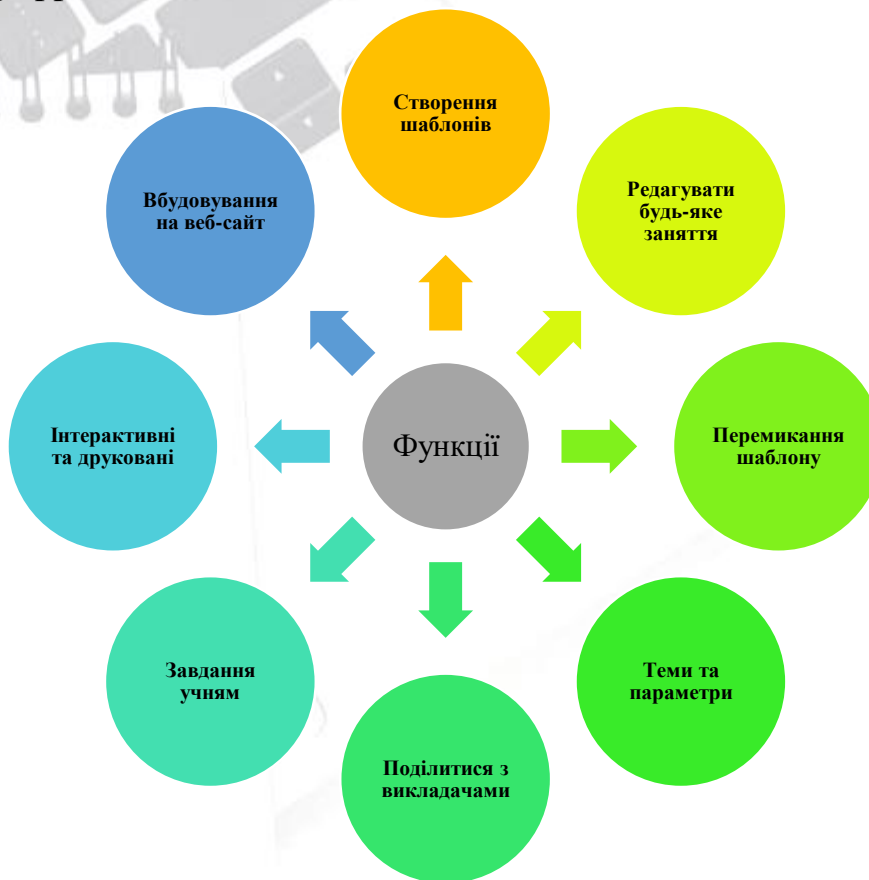 Створення
шаблонів
Редагувати
будь-яке
заняття
Перемикання
шаблону
Теми та
параметри
Поділитися з
викладачами
Завдання
учням
Інтерактивні
та друковані
Вбудовування
на веб-сайт
Функції